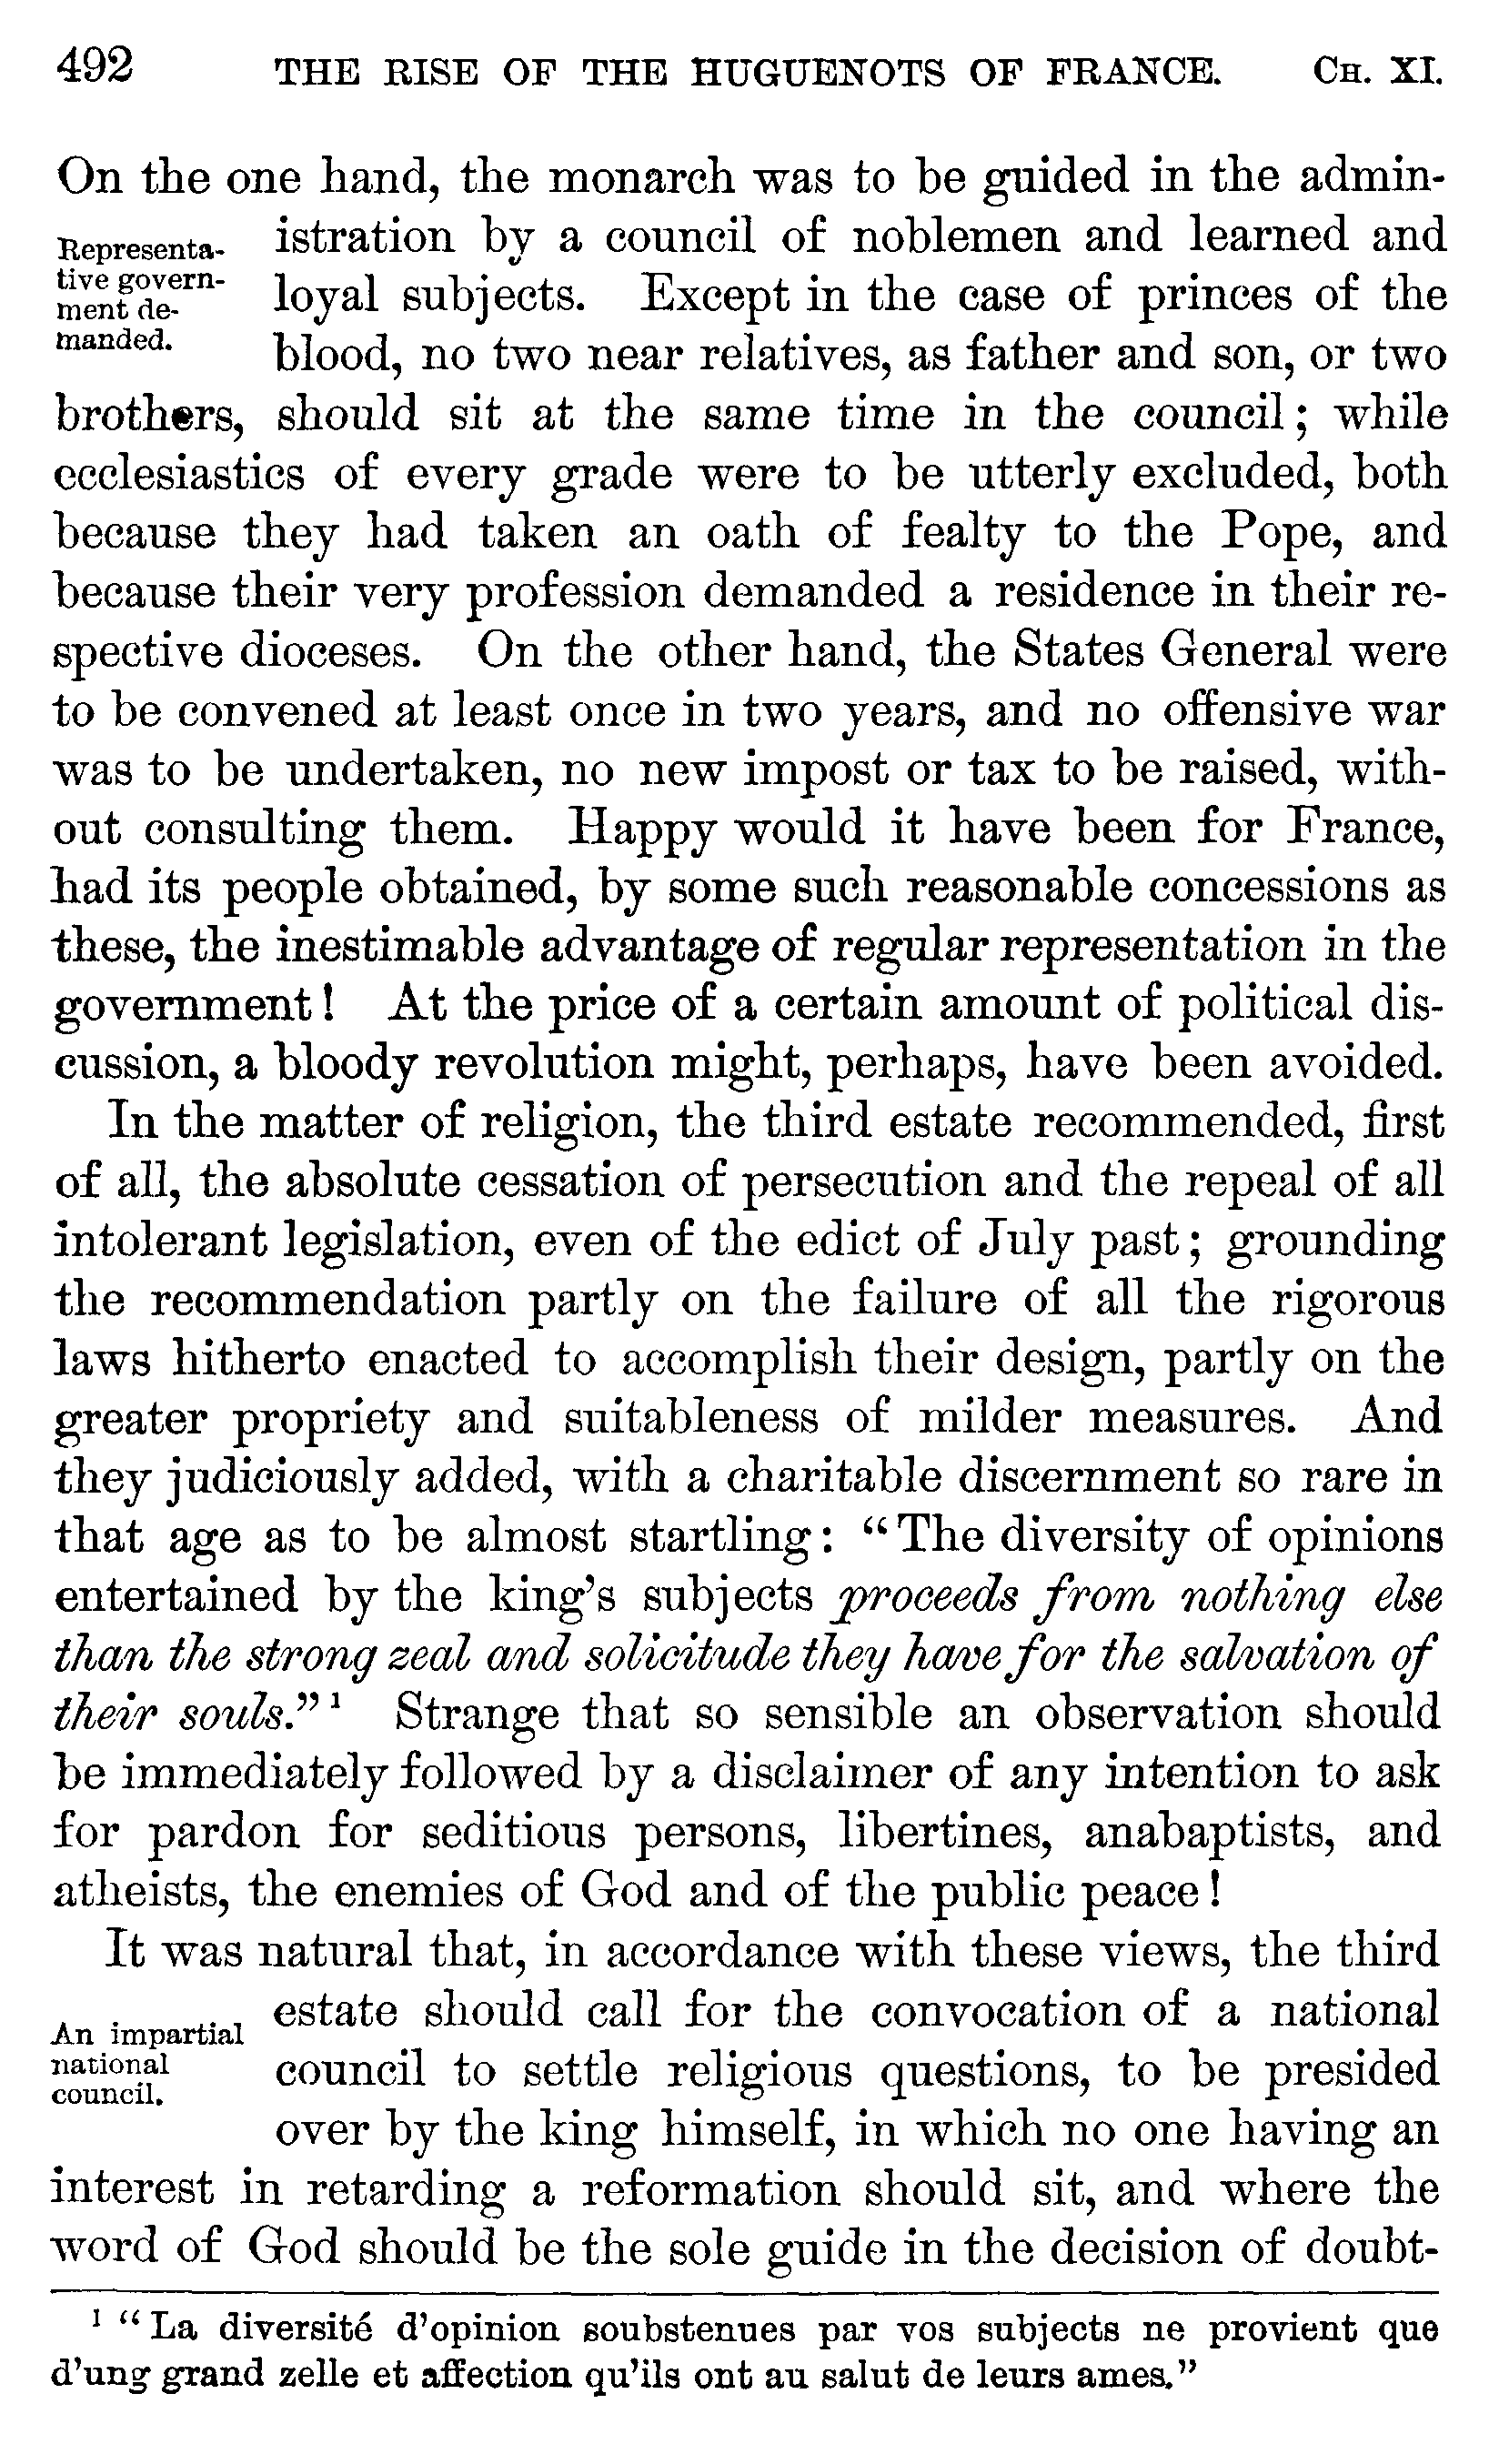 492 THE RISE OF THE HUGUENOTS OF FRANCE. CH. XI.
On the one hand, the monarch was to be guided in the admin-
Representa-
tive govern-
ment de-
manded.
istration by a council of noblemen and learned and
loyal subjects. Except in the case of princes of the
blood, no two near relatives, as father and son, or two
brothers, should sit at the same time in the council; while
ecclesiastics of every grade were to be utterly excluded, both
because they had taken an oath of fealty to the Pope, and
because their very profession demanded a residence in their re-
spective dioceses. On the other hand, the States General were
to be convened at least once in two years, and no offensive war
was to be undertaken, no new impost or tax to be raised, with-
out consulting them. Happy would it have been for France,
had its people obtained, by some such reasonable concessions as
these, the inestimable advantage of regular representation in the
government! At the price of a certain amount of political dis-
cussion, a bloody revolution might, perhaps, have been avoided.
In the matter of religion, the third estate recommended, first
of all, the absolute cessation of persecution and the repeal of all
intolerant legislation, even of the edict of July past; grounding
the recommendation partly on the failure of all the rigorous
laws hitherto enacted to accomplish their design, partly on the
greater propriety and suitableness of milder measures. And
they judiciously added, with a charitable discernment so rare in
that age as to be almost startling: "The diversity of opinions
entertained by the king's subjects proceeds from nothing else
than the strong zeal and solicitude they have for the salvation of
their souls." 1 Strange that so sensible an observation should
be immediately followed by a disclaimer of any intention to ask
for pardon for seditious persons, libertines, anabaptists, and
atheists, the enemies of God and of the public peace!
It was natural that, in accordance with these views, the third
An impartial
national
council.
estate should call for the convocation of a national
council to settle religious questions, to be presided
over by the king himself, in which no one having an
interest in retarding a reformation should sit, and where the
word of God should be the sole guide in the decision of doubt-
1 "La diversité d'opinion soubstenues par vos subjects ne provient que
d'ung grand zelle et affection qu'ils ont au salut de leurs ames."